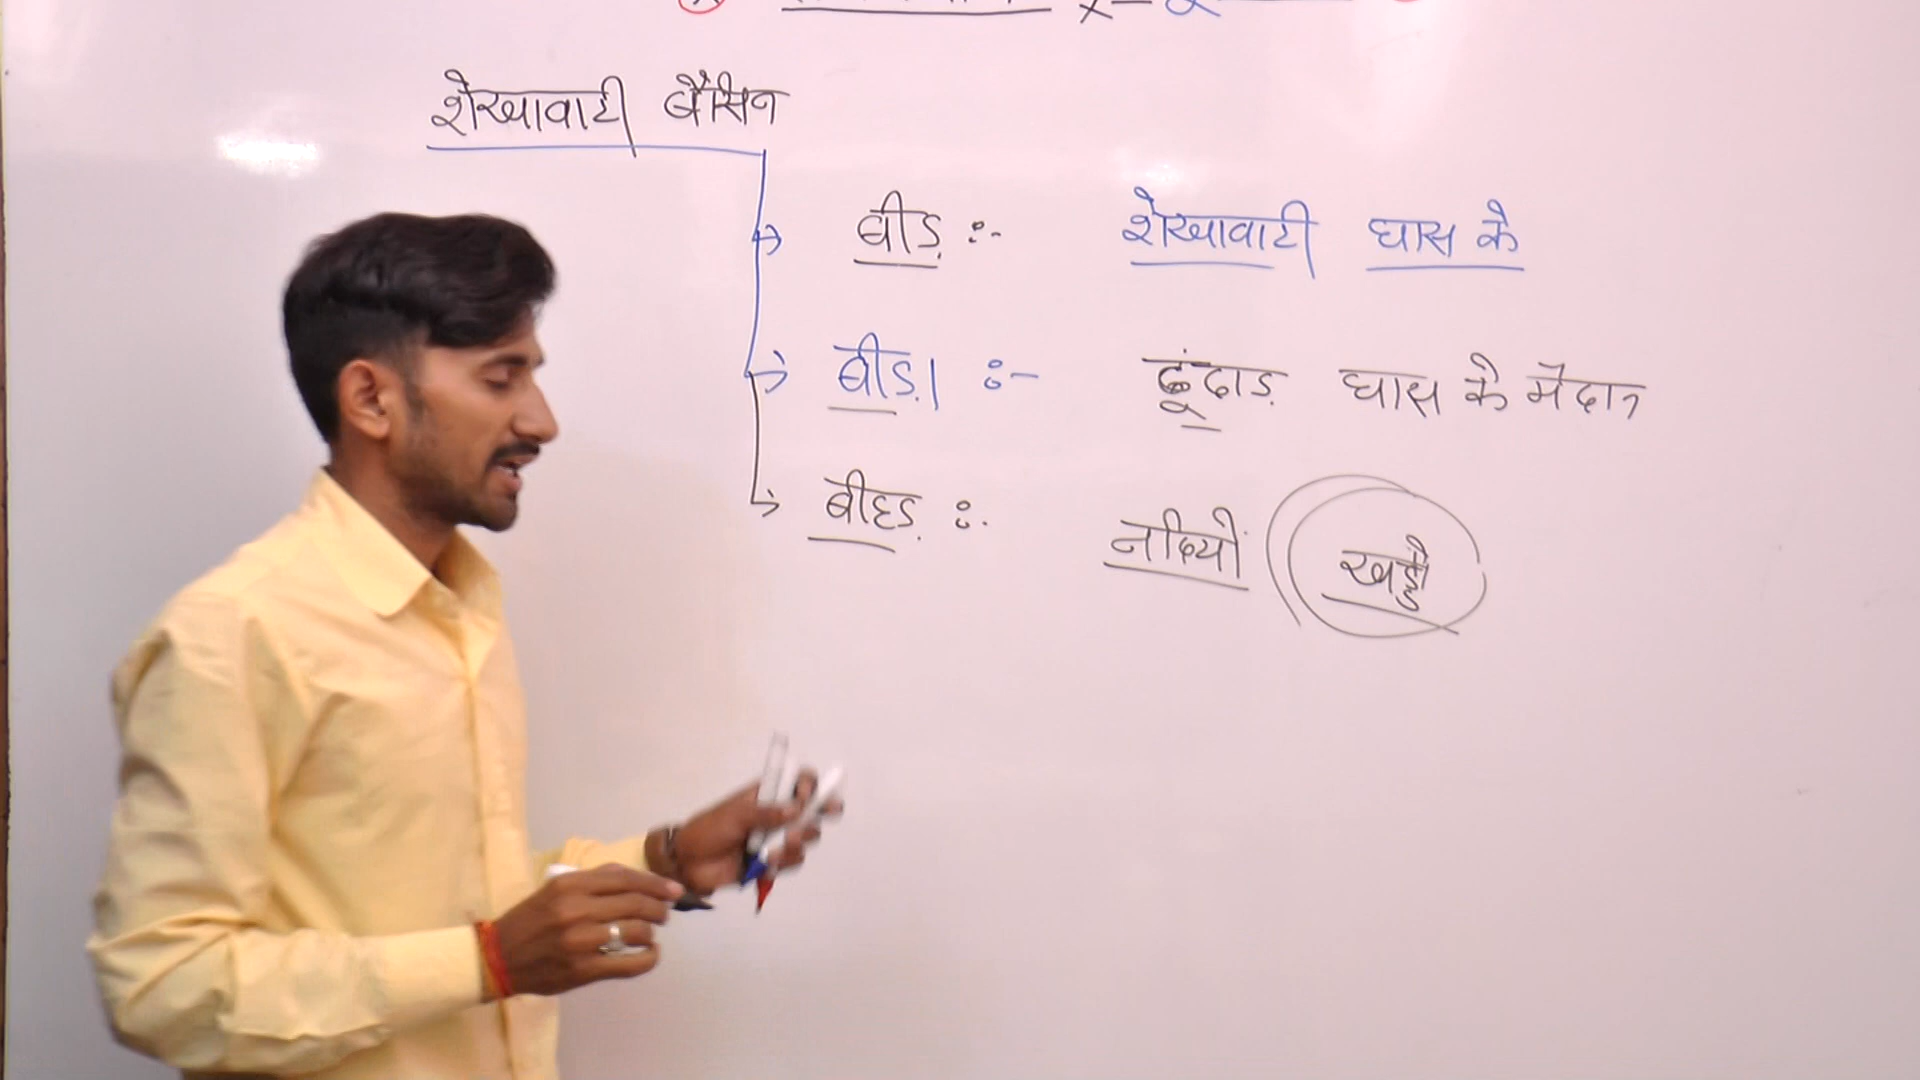 शेखावाटी बेसिन
बीड़ :- शेखावाटी घास के
बीड़ा :- ढूंढाड़ घास के मैदान
बीहड़ :- नदियों खड्डे